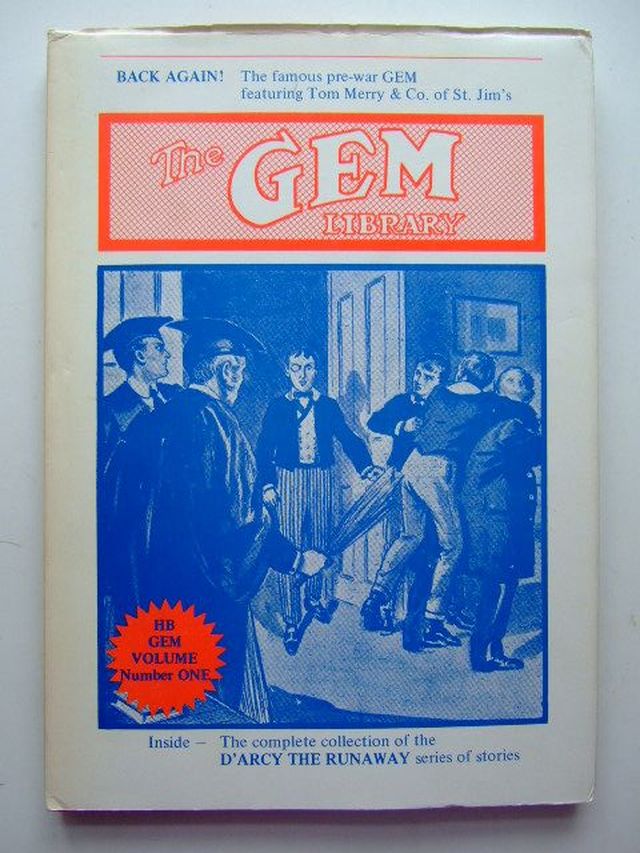 BACK AGAIN! The famous pre-war GEM
featuring Tom Merry & Co. of St. Jim's
The GEM
LIBRARY
HB
GEM
VOLUME
Number ONE
Inside – The complete collection of the
D'ARCY THE RUNAWAY series of stories